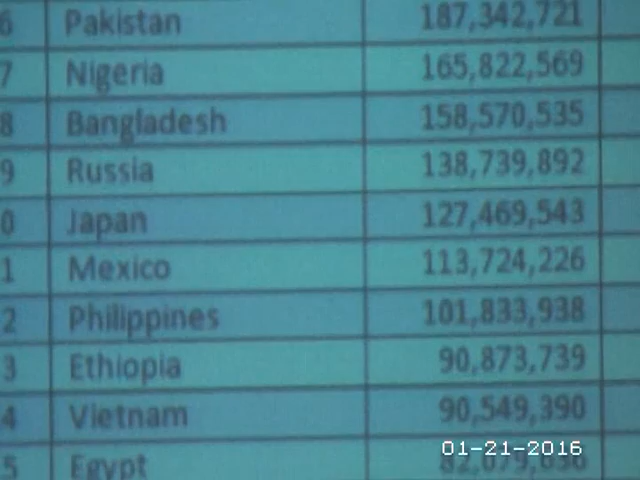 6 Pakistan 187,342,721
7 Nigeria 165,822,569
8 Bangladesh 158,570,535
9 Russia 138,739,892
0 Japan 127,469,543
1 Mexico 113,724,226
2 Philippines 101,833,938
3 Ethiopia 90,873,739
4 Vietnam 90,549,390
01-21-2016
5 Egypt